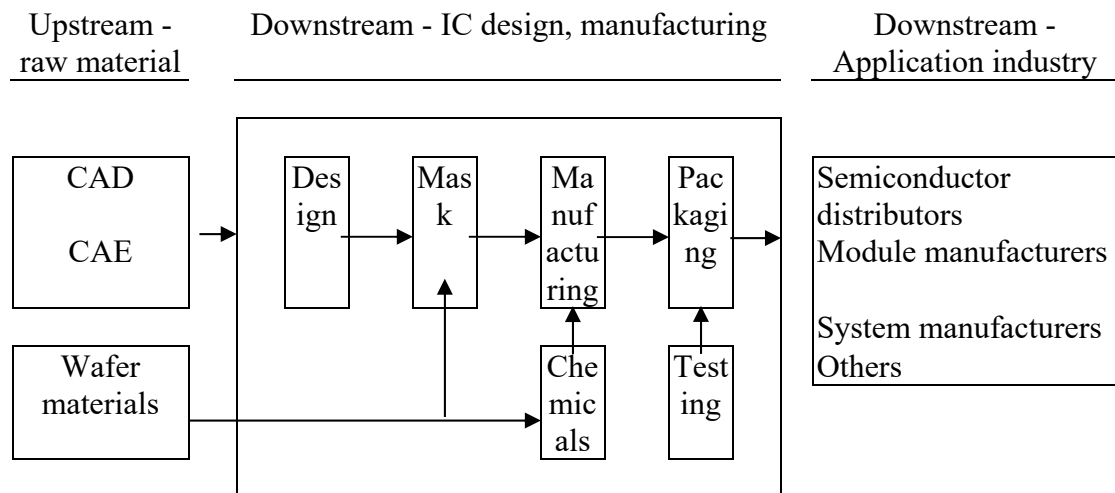 Upstream -
raw material
Downstream - IC design, manufacturing
Downstream -
Application industry
CAD
CAE
Des
ign
Mas
k
Ma
nuf
actu
ring
Pac
kagi
ng
Semiconductor
distributors
Module manufacturers
System manufacturers
Others
Wafer
materials
Che
mic
als
Test
ing